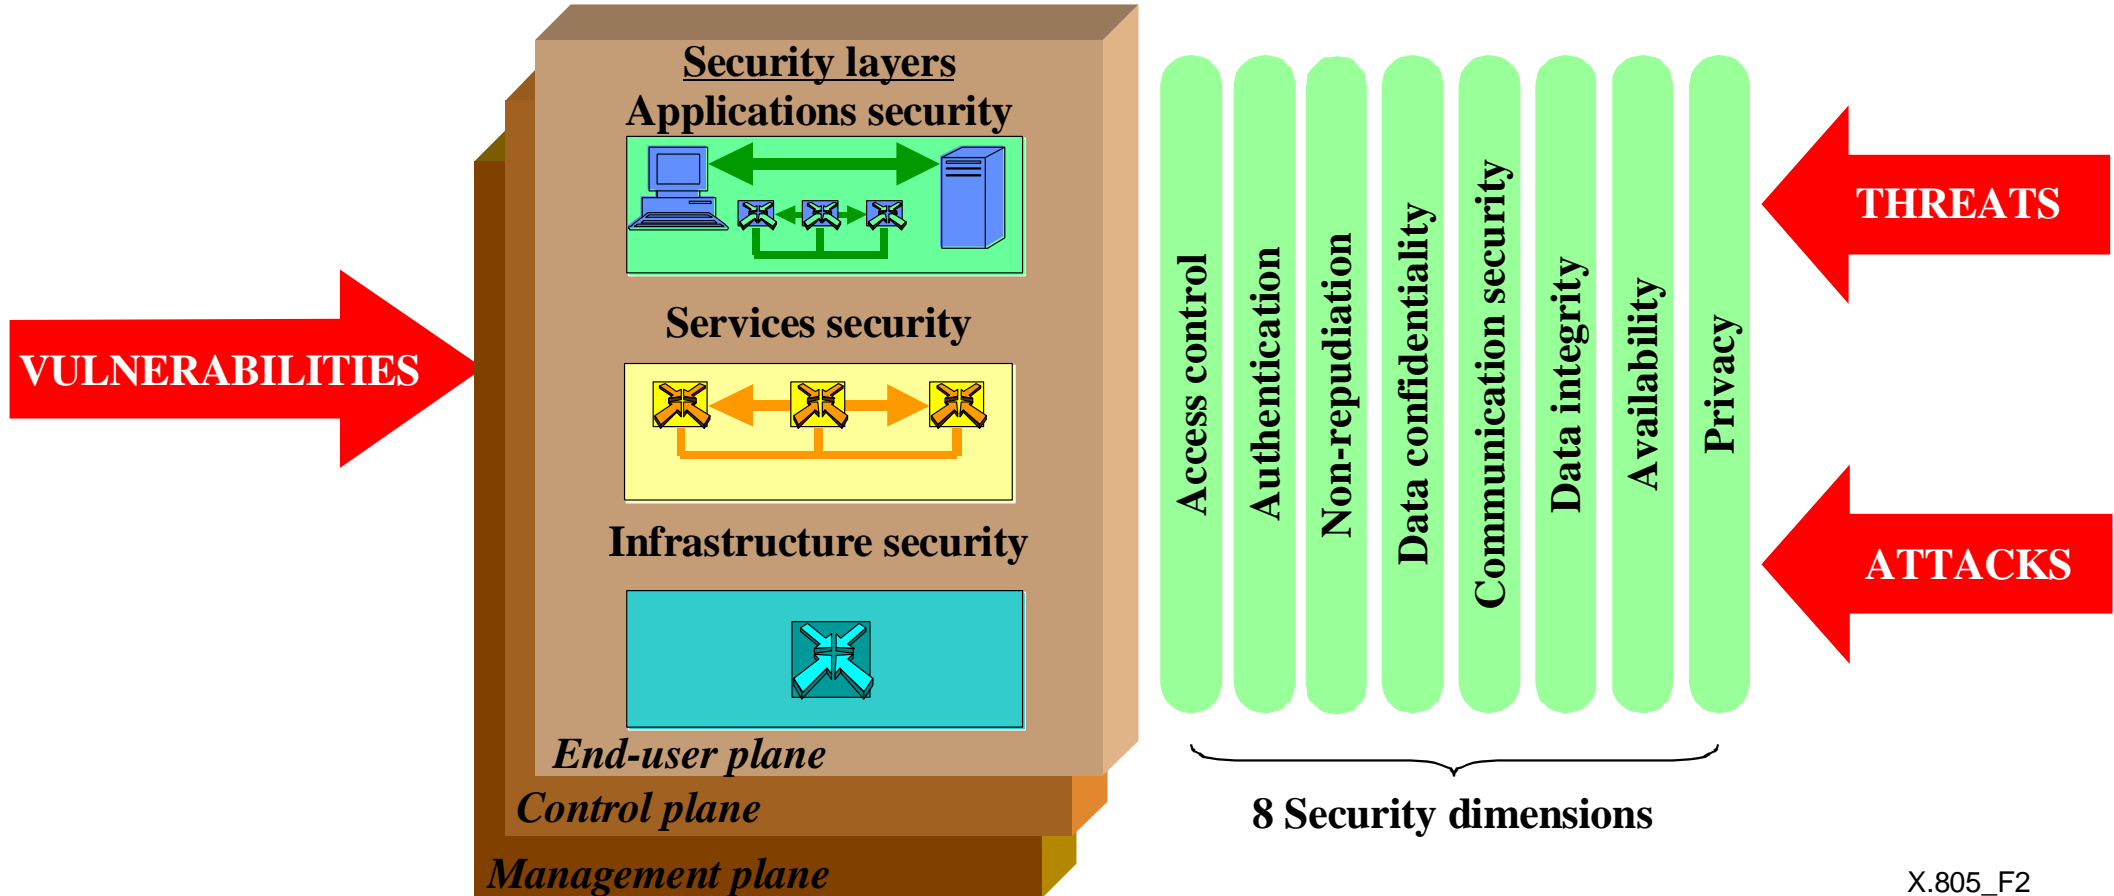 Security layers
Applications security
Services security
Infrastructure security
End-user plane
Control plane
Management plane
VULNERABILITIES
Access control
Authentication
Non-repudiation
Data confidentiality
Communication security
Data integrity
Availability
Privacy
8 Security dimensions
THREATS
ATTACKS
X.805_F2